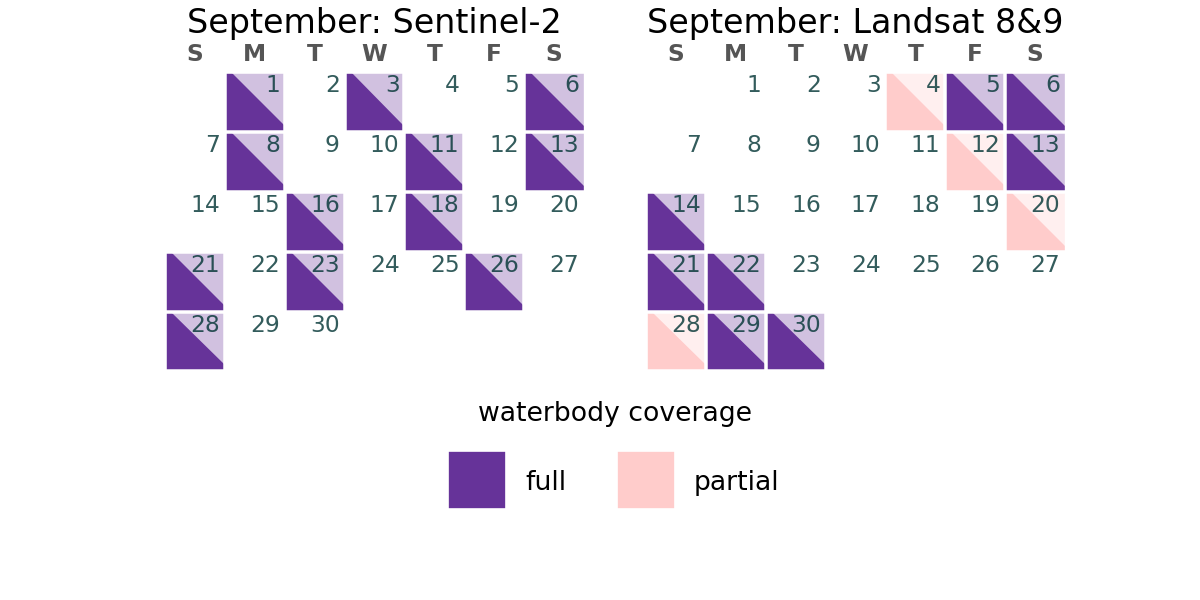 September: Sentinel-2
S M T W T F S
1 2 3 4 5 6
7 8 9 10 11 12 13
14 15 16 17 18 19 20
21 22 23 24 25 26 27
28 29 30
September: Landsat 8&9
S M T W T F S
1 2 3 4 5 6
7 8 9 10 11 12 13
14 15 16 17 18 19 20
21 22 23 24 25 26 27
28 29 30
waterbody coverage
full partial